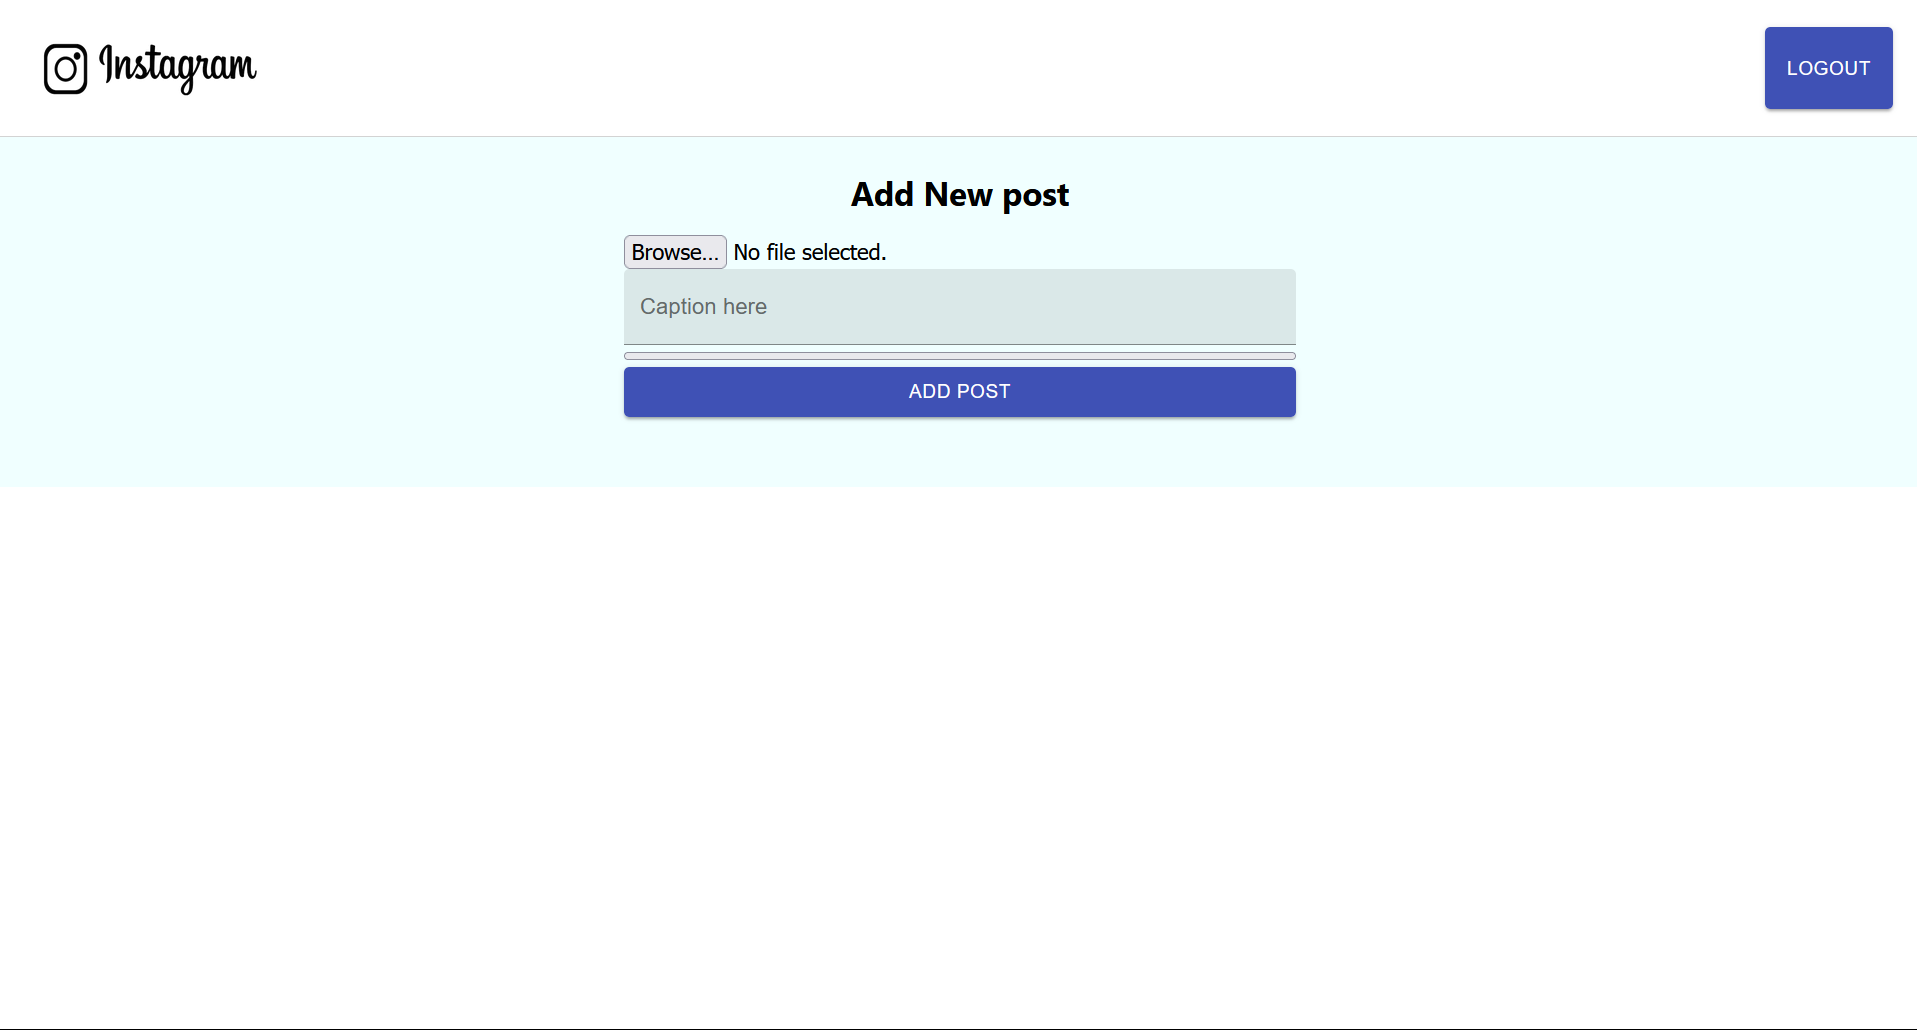 Instagram
LOGOUT
Add New post
Browse... No file selected.
Caption here
ADD POST